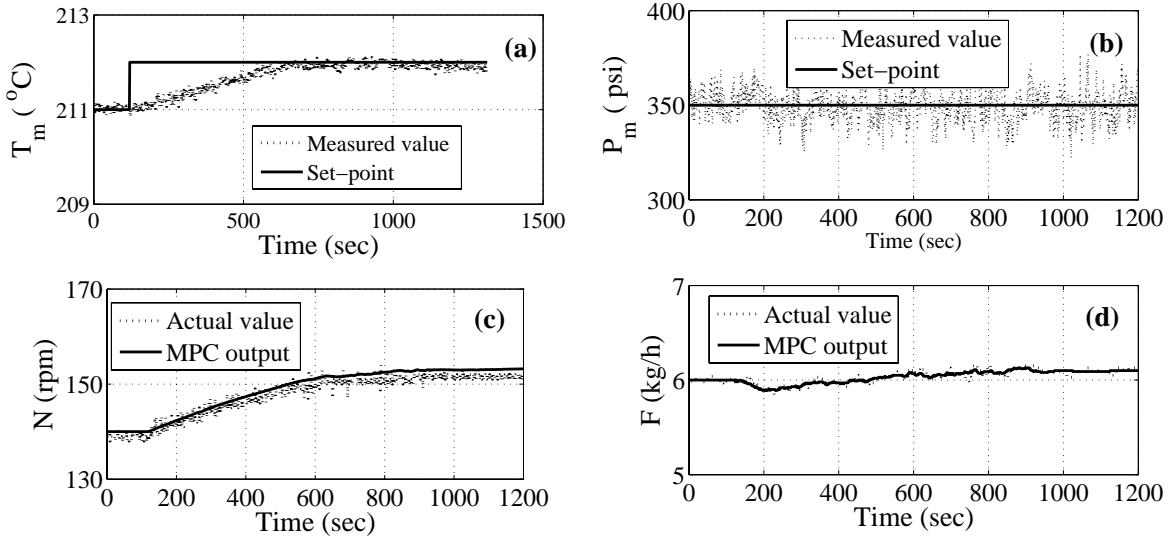 213
211
209
T_m ( °C)
(a)
Measured value
Set−point
0
500
1000
1500
Time (sec)
400
350
300
P_m ( psi)
(b)
Measured value
Set−point
0
200
400
600
800
1000
1200
Time (sec)
170
150
130
N (rpm)
(c)
Actual value
MPC output
0
200
400
600
800
1000
1200
Time (sec)
7
6
5
F (kg/h)
(d)
Actual value
MPC output
0
200
400
600
800
1000
1200
Time (sec)